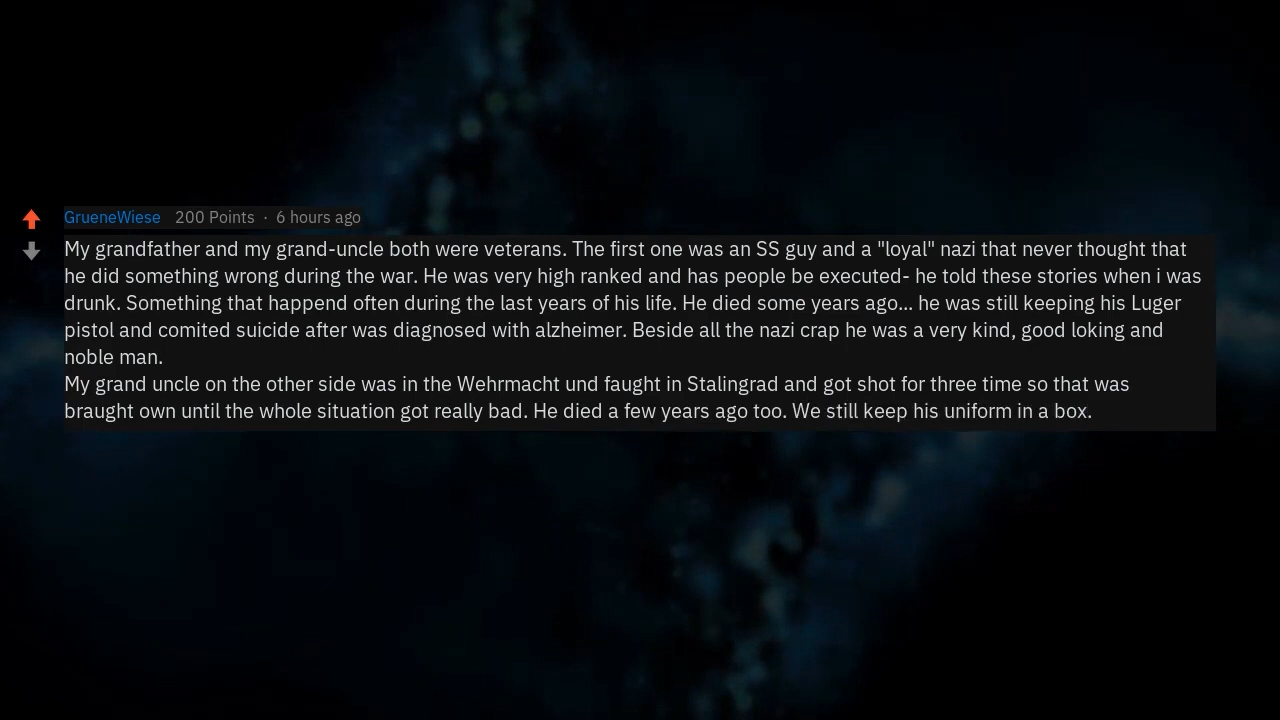 GrueneWiese 200 Points · 6 hours ago
My grandfather and my grand-uncle both were veterans. The first one was an SS guy and a "loyal" nazi that never thought that
he did something wrong during the war. He was very high ranked and has people be executed- he told these stories when i was
drunk. Something that happend often during the last years of his life. He died some years ago... he was still keeping his Luger
pistol and comited suicide after was diagnosed with alzheimer. Beside all the nazi crap he was a very kind, good loking and
noble man.
My grand uncle on the other side was in the Wehrmacht und faught in Stalingrad and got shot for three time so that was
braught own until the whole situation got really bad. He died a few years ago too. We still keep his uniform in a box.